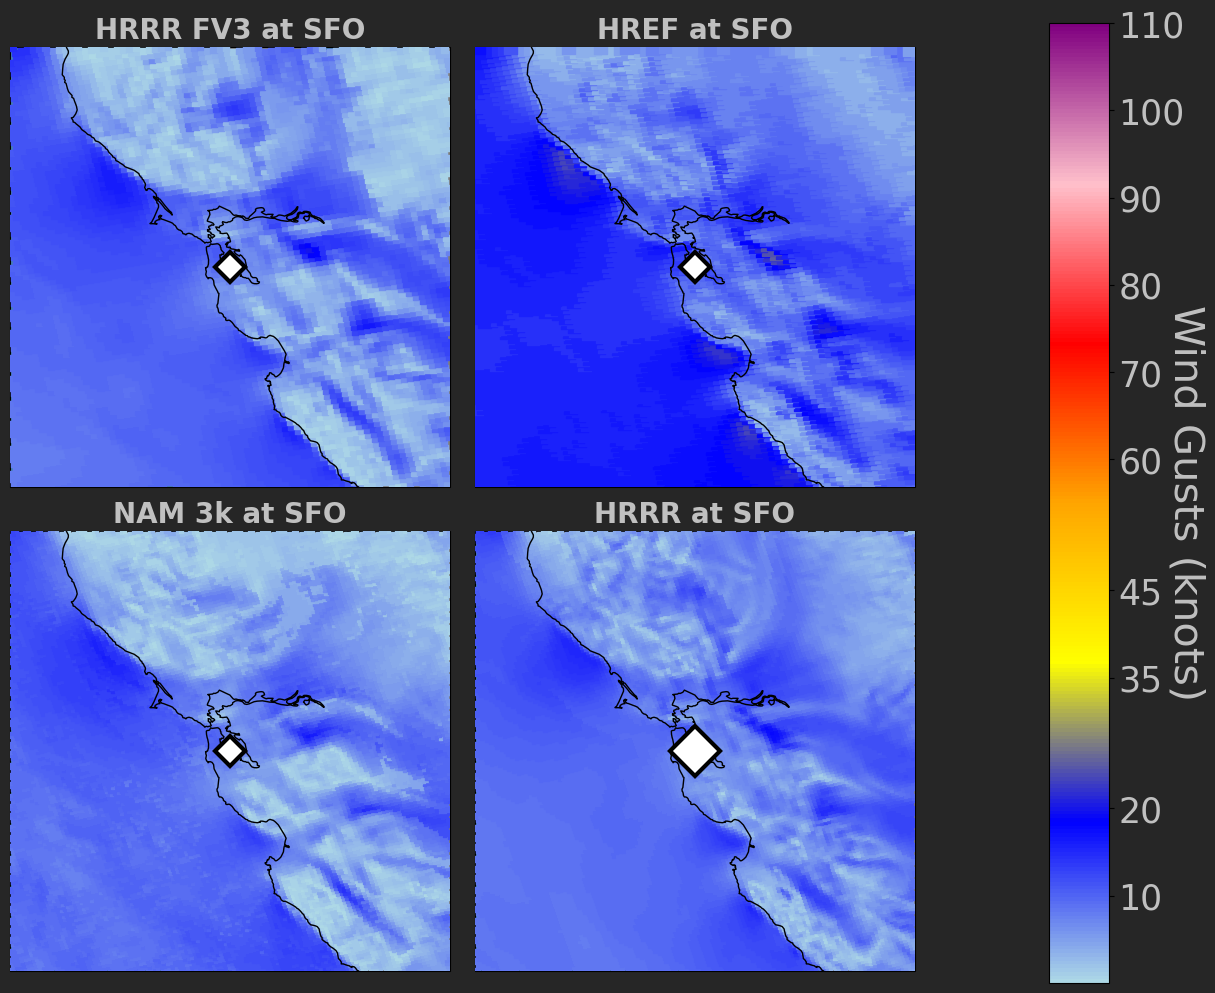 HRRR FV3 at SFO
HREF at SFO
NAM 3k at SFO
HRRR at SFO
110
100
90
80
70
60
45
35
20
10
Wind Gusts (knots)